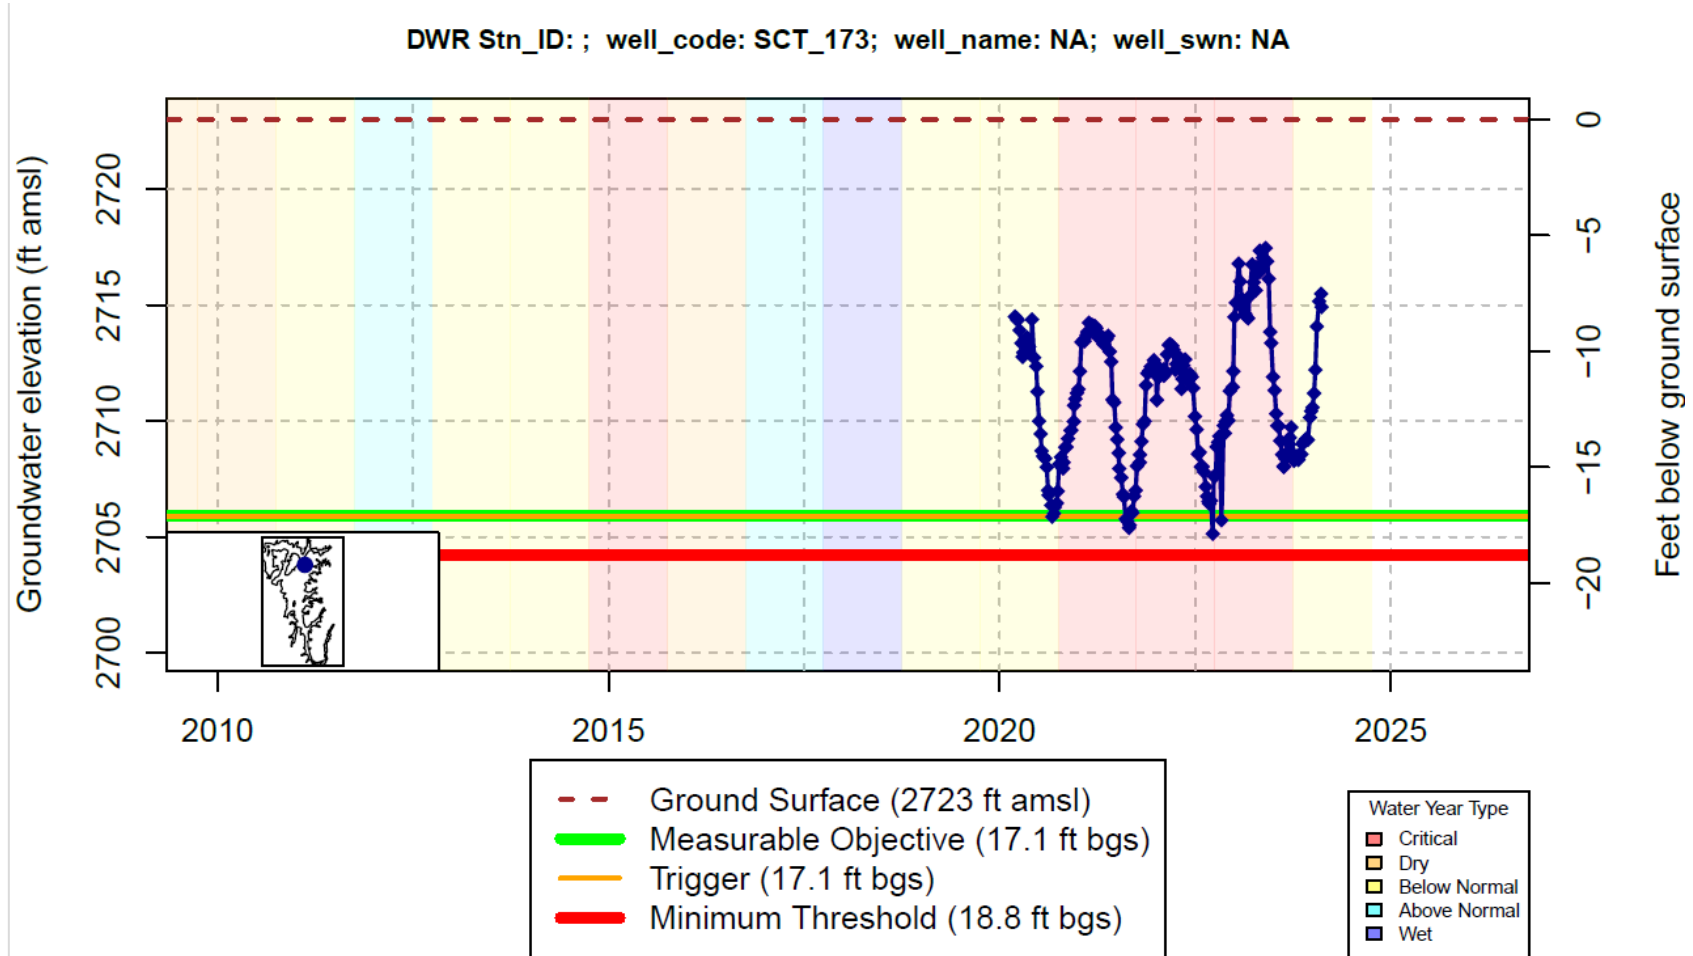 DWR Stn_ID: ;  well_code: SCT_173;  well_name: NA;  well_swn: NA
Groundwater elevation (ft amsl)
2720
2715
2710
2705
2700
0
−5
−10
−15
−20
Feet below ground surface
2010
2015
2020
2025
Ground Surface (2723 ft amsl)
Measurable Objective (17.1 ft bgs)
Trigger (17.1 ft bgs)
Minimum Threshold (18.8 ft bgs)
Water Year Type
Critical
Dry
Below Normal
Above Normal
Wet